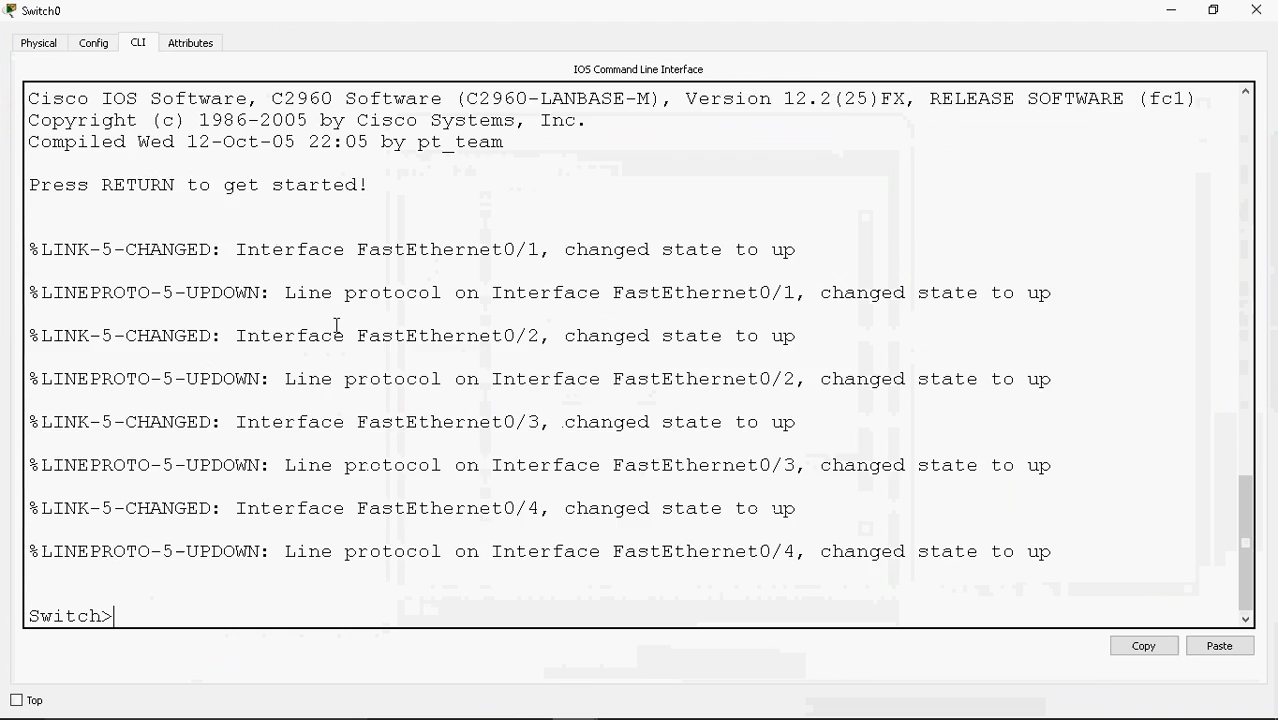 Switch0
Physical
Config
CLI
Attributes
IOS Command Line Interface
Cisco IOS Software, C2960 Software (C2960-LANBASE-M), Version 12.2(25)FX, RELEASE SOFTWARE (fc1)
Copyright (c) 1986-2005 by Cisco Systems, Inc.
Compiled Wed 12-Oct-05 22:05 by pt_team
Press RETURN to get started!
%LINK-5-CHANGED: Interface FastEthernet0/1, changed state to up
%LINEPROTO-5-UPDOWN: Line protocol on Interface FastEthernet0/1, changed state to up
%LINK-5-CHANGED: Interface FastEthernet0/2, changed state to up
%LINEPROTO-5-UPDOWN: Line protocol on Interface FastEthernet0/2, changed state to up
%LINK-5-CHANGED: Interface FastEthernet0/3, changed state to up
%LINEPROTO-5-UPDOWN: Line protocol on Interface FastEthernet0/3, changed state to up
%LINK-5-CHANGED: Interface FastEthernet0/4, changed state to up
%LINEPROTO-5-UPDOWN: Line protocol on Interface FastEthernet0/4, changed state to up
Switch>
Copy
Paste
Top